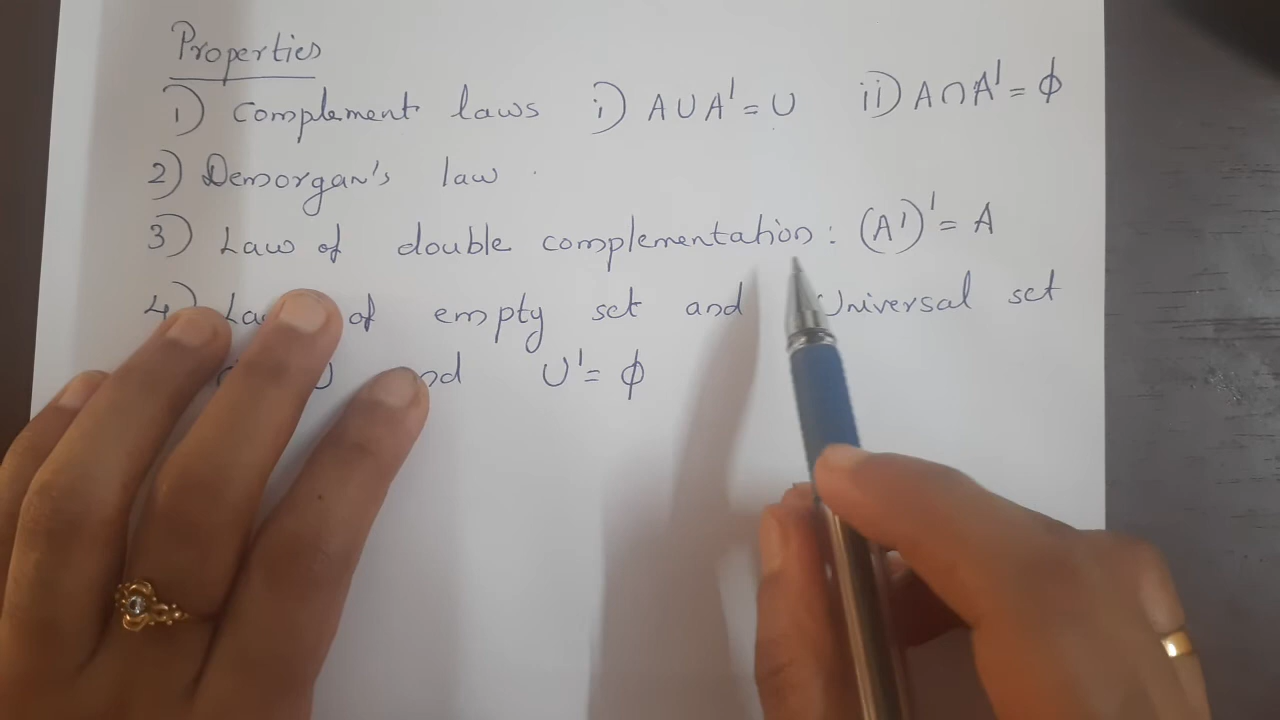 Properties
1) Complement laws i) A∪A' = U ii) A∩A' = ϕ
2) Demorgan's law
3) Law of double complementation: (A')' = A
4) of empty set and Universal set
U' = ϕ